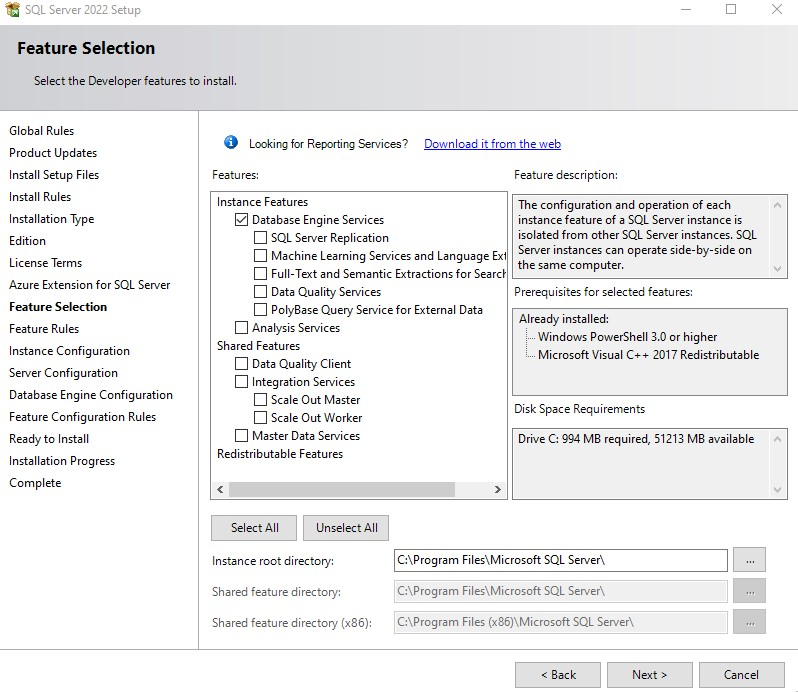 SQL Server 2022 Setup
Feature Selection
Select the Developer features to install.
Global Rules
Product Updates
Install Setup Files
Install Rules
Installation Type
Edition
License Terms
Azure Extension for SQL Server
Feature Selection
Feature Rules
Instance Configuration
Server Configuration
Database Engine Configuration
Feature Configuration Rules
Ready to Install
Installation Progress
Complete
Looking for Reporting Services? Download it from the web
Features:
Instance Features
Database Engine Services
SQL Server Replication
Machine Learning Services and Language Ext
Full-Text and Semantic Extractions for Search
Data Quality Services
PolyBase Query Service for External Data
Analysis Services
Shared Features
Data Quality Client
Integration Services
Scale Out Master
Scale Out Worker
Master Data Services
Redistributable Features
Feature description:
The configuration and operation of each
instance feature of a SQL Server instance is
isolated from other SQL Server instances. SQL
Server instances can operate side-by-side on
the same computer.
Prerequisites for selected features:
Already installed:
Windows PowerShell 3.0 or higher
Microsoft Visual C++ 2017 Redistributable
Disk Space Requirements
Drive C: 994 MB required, 51213 MB available
Select All
Unselect All
Instance root directory: C:\Program Files\Microsoft SQL Server\ ...
Shared feature directory: C:\Program Files\Microsoft SQL Server\ ...
Shared feature directory (x86): C:\Program Files (x86)\Microsoft SQL Server\ ...
< Back
Next >
Cancel